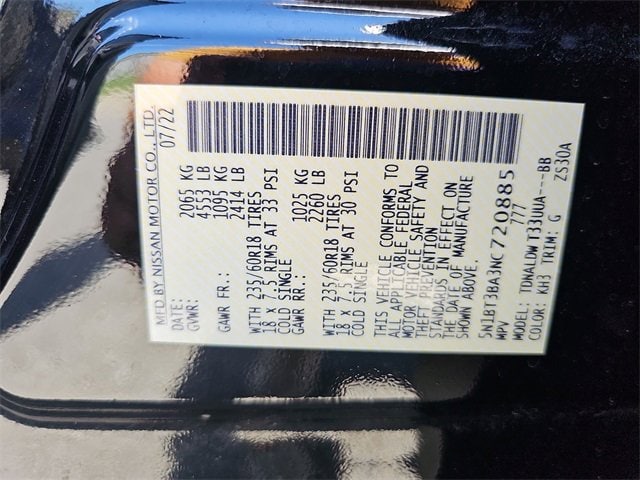 MFD BY NISSAN MOTOR CO., LTD.
DATE: 07/22
GVWR: 2065 KG
4553 LB
GAWR FR.: 1095 KG
2414 LB
WITH 235/60R18 TIRES
18 x 7.5 RIMS AT 33 PSI
COLD SINGLE
GAWR RR.: 1025 KG
2260 LB
WITH 235/60R18 TIRES
18 x 7.5 RIMS AT 30 PSI
COLD SINGLE
THIS VEHICLE CONFORMS TO
ALL APPLICABLE FEDERAL
MOTOR VEHICLE SAFETY AND
THEFT PREVENTION
STANDARDS IN EFFECT ON
THE DATE OF MANUFACTURE
SHOWN ABOVE.
5N1BT3BA3NC720885
MPV 777
MODEL: TDNALDWT33UUA---BB
COLOR: KH3 TRIM: G ZS30A